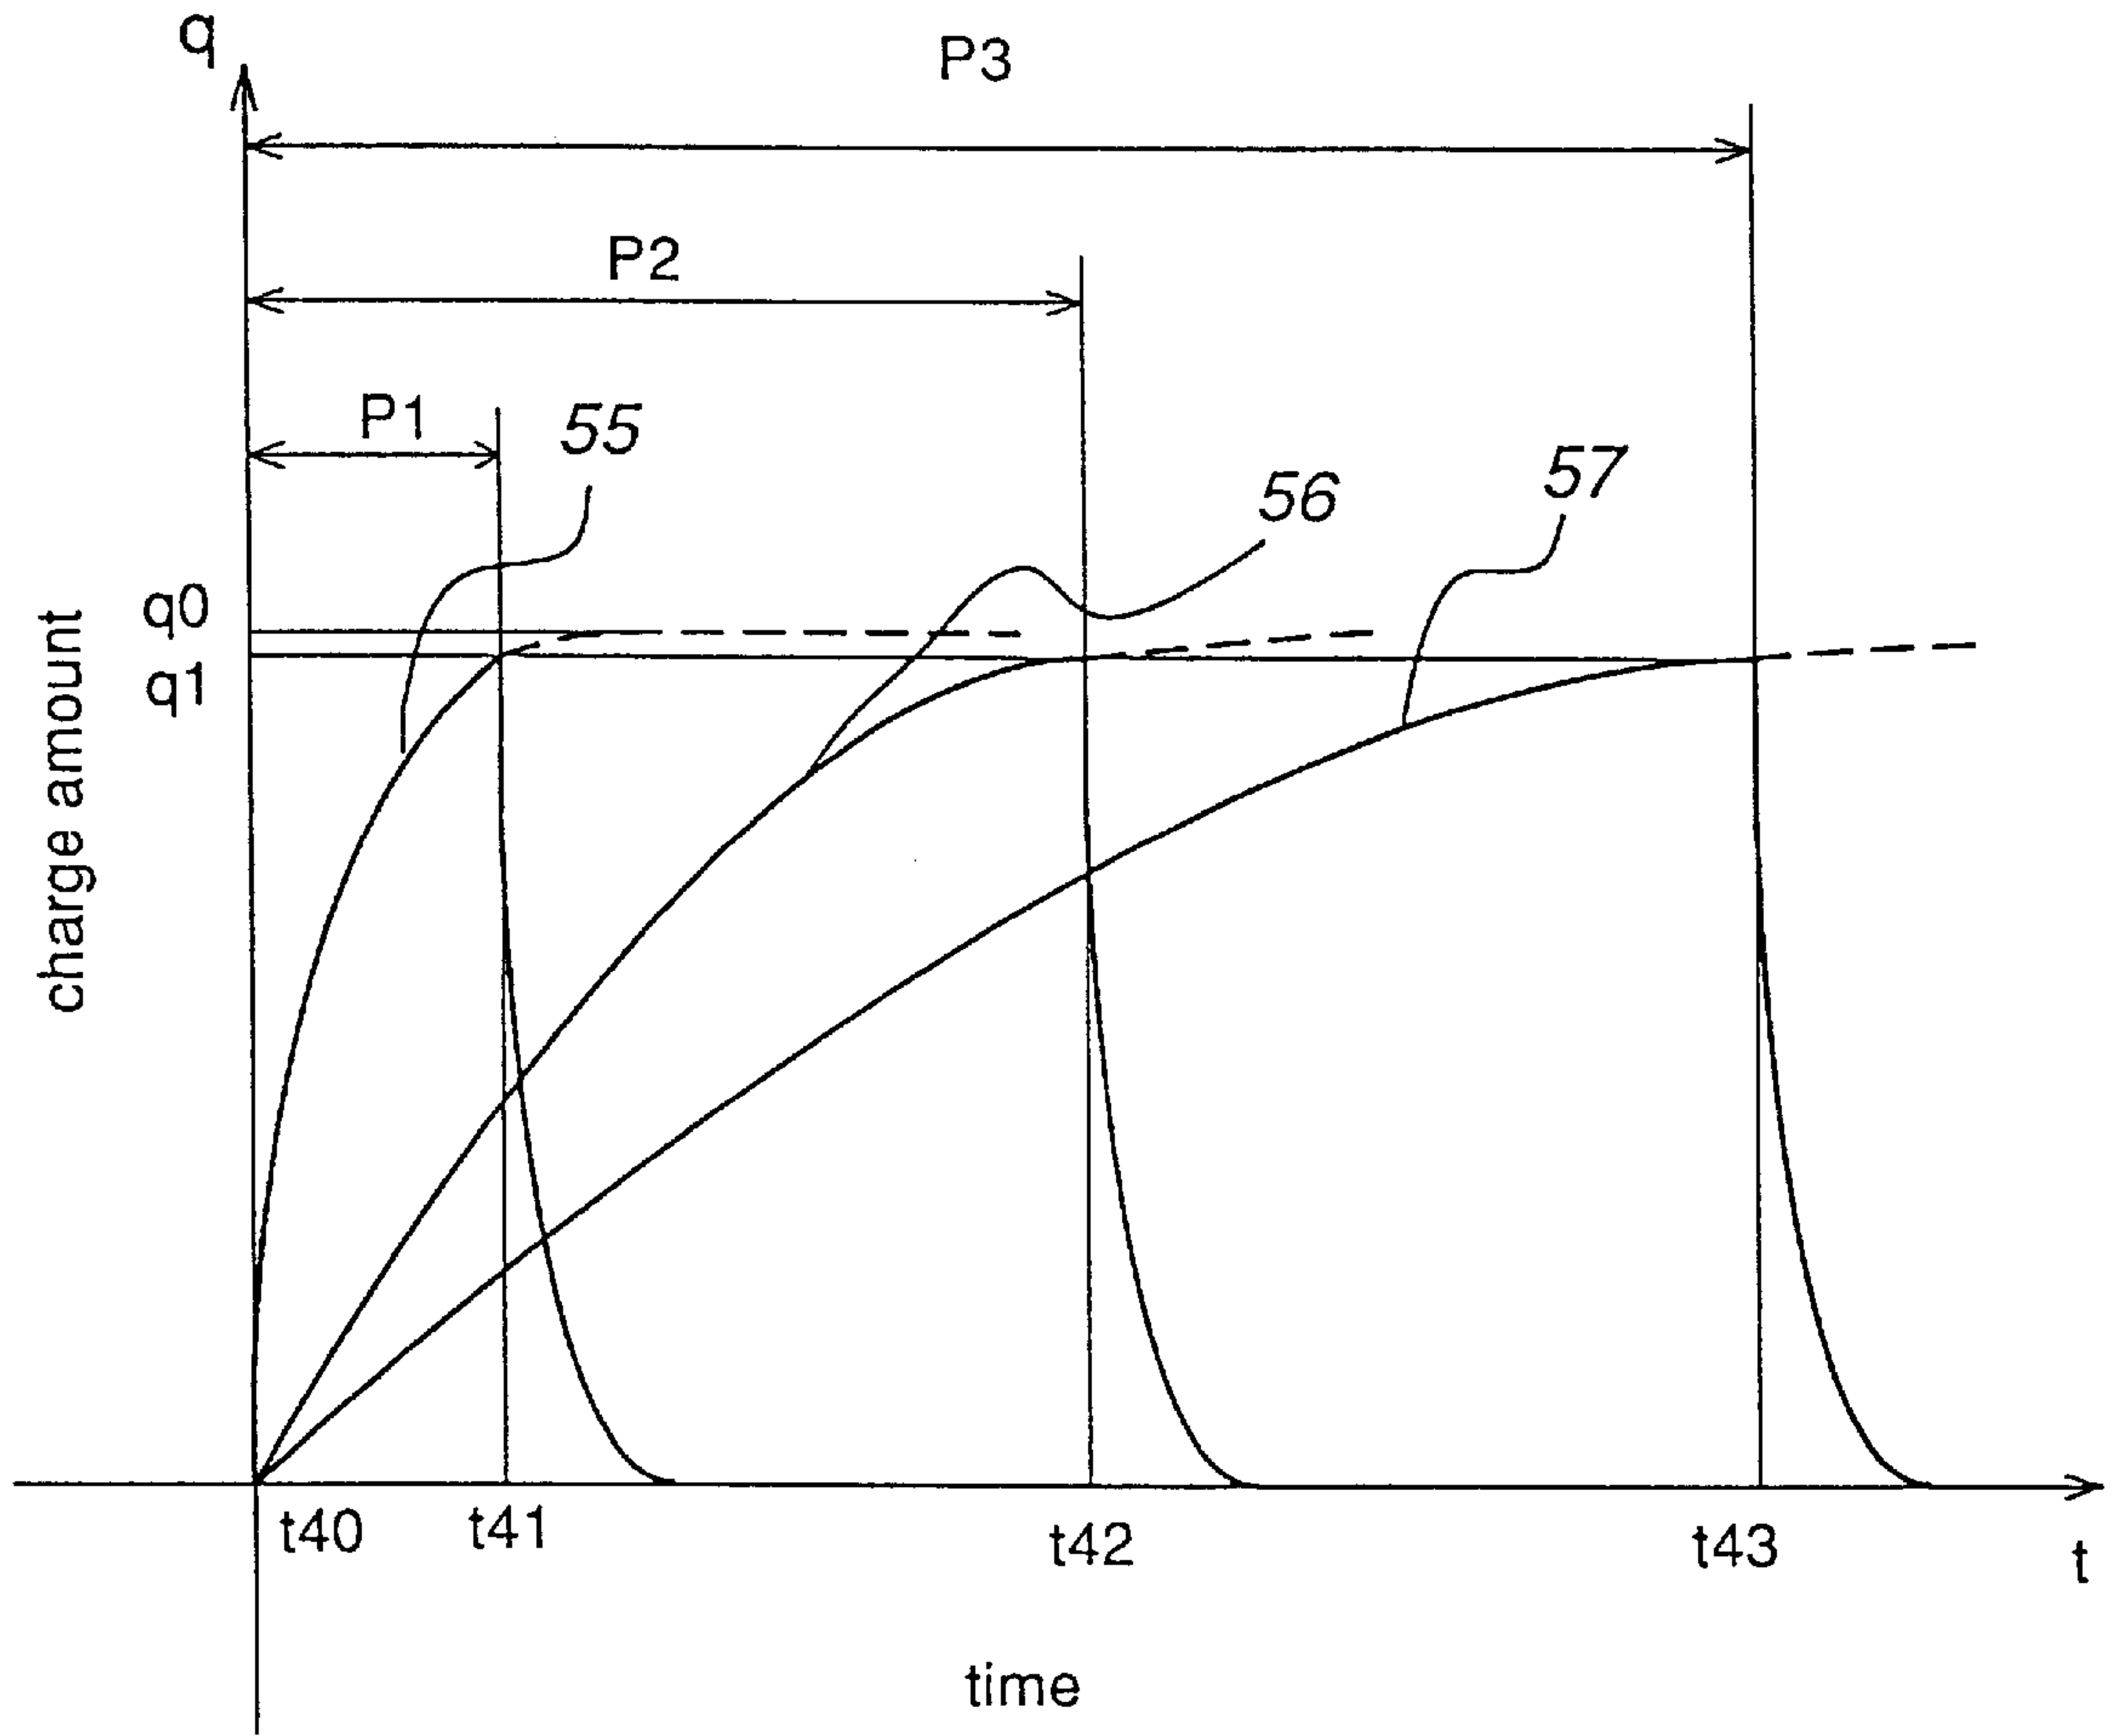 q
P3
P2
P1
55
56
57
q0
q1
charge amount
t40
t41
t42
t43
t
time